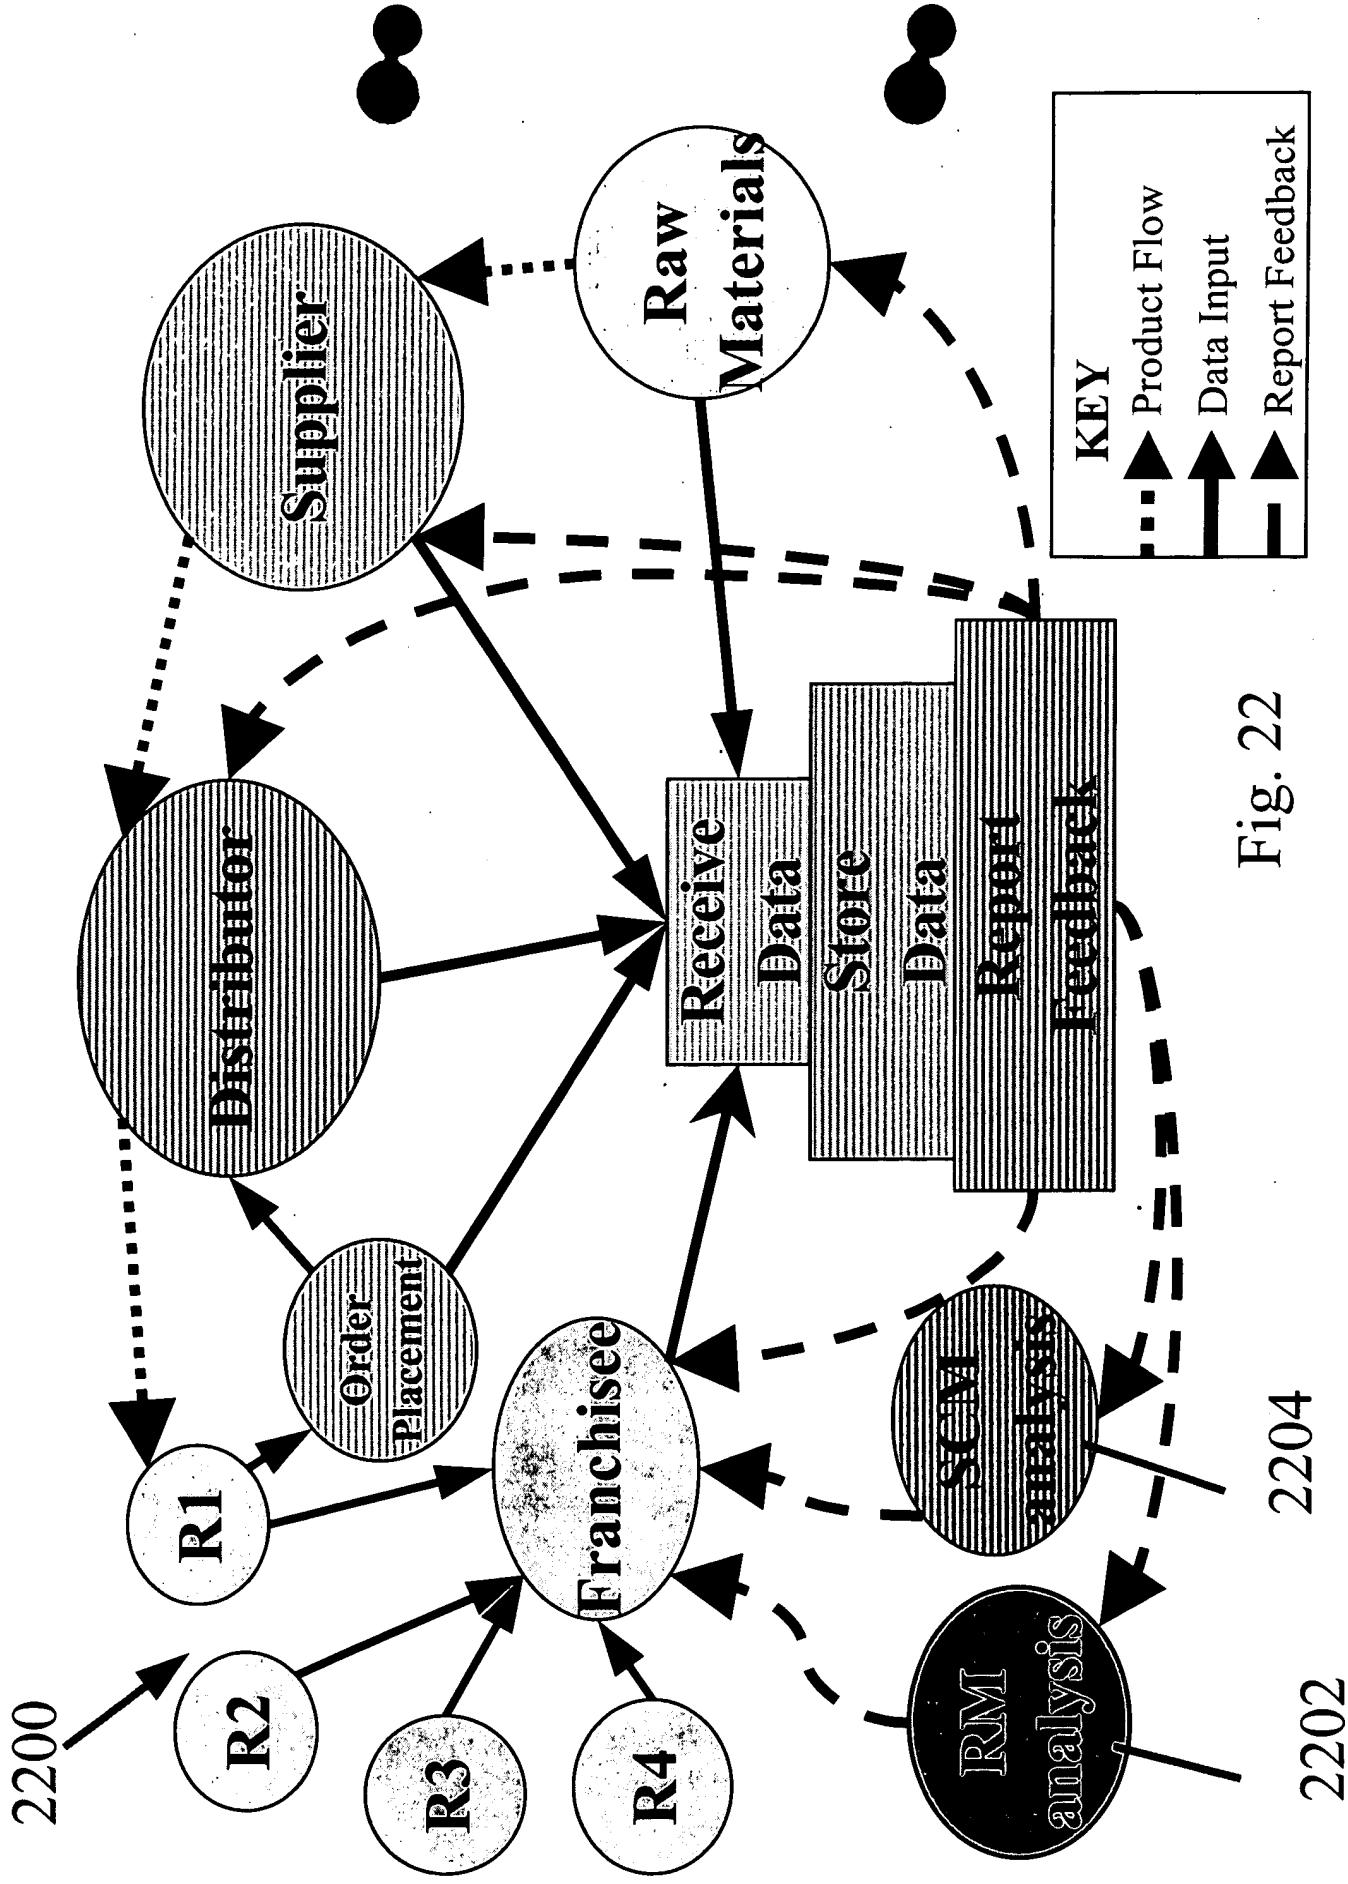 2200
R1
R2
R3
R4
Order
Placement
Distributor
Supplier
Raw
Materials
Franchisee
Receive
Data
Store
Data
Report
Feedback
RM
analysis
SCM
analysis
2202
2204
KEY
Product Flow
Data Input
Report Feedback
Fig. 22